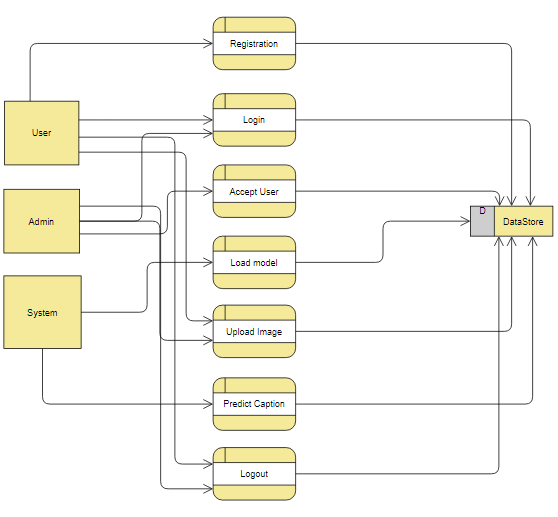 Registration
User
Login
Accept User
Admin
D
DataStore
Load model
System
Upload Image
Predict Caption
Logout